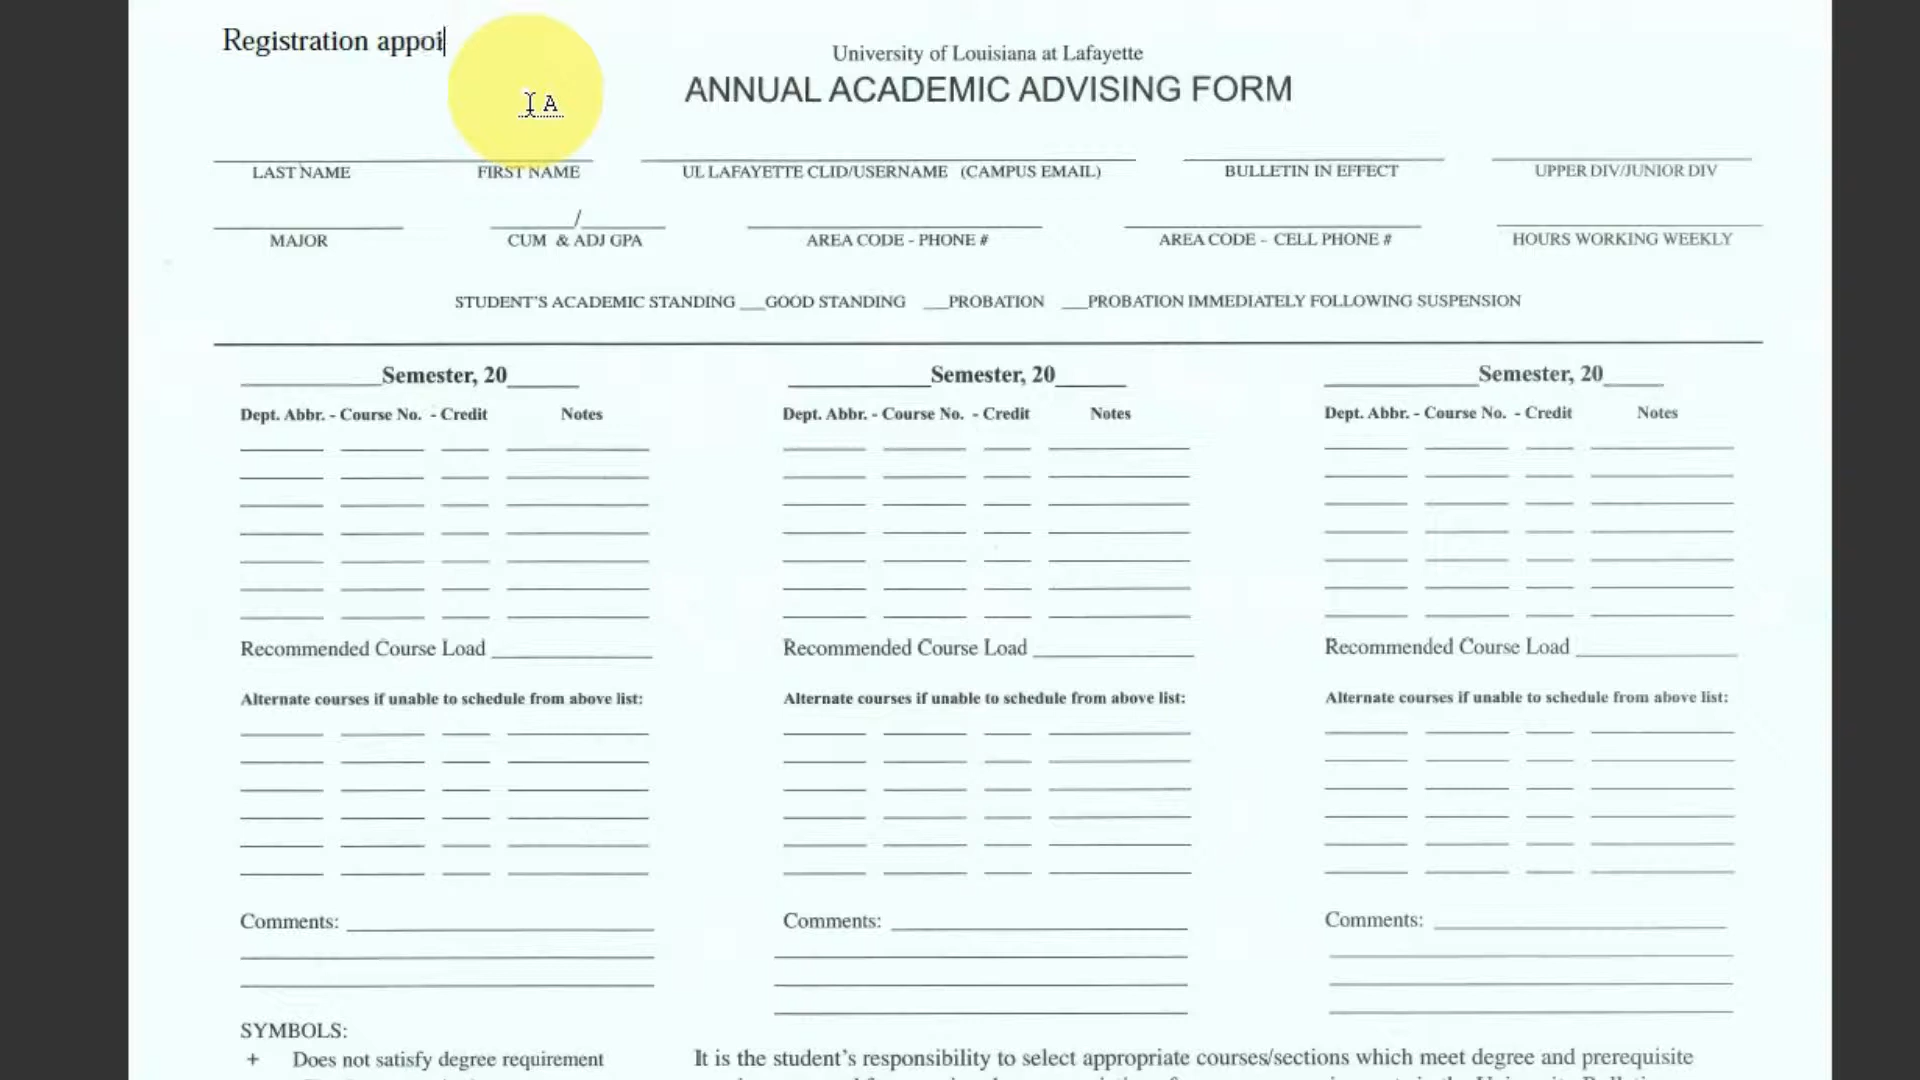 Registration appoi
University of Louisiana at Lafayette
ANNUAL ACADEMIC ADVISING FORM
LAST NAME FIRST NAME UL LAFAYETTE CLID/USERNAME (CAMPUS EMAIL) BULLETIN IN EFFECT UPPER DIV/JUNIOR DIV
/
MAJOR CUM & ADJ GPA AREA CODE - PHONE # AREA CODE - CELL PHONE # HOURS WORKING WEEKLY
STUDENT'S ACADEMIC STANDING ___GOOD STANDING ___PROBATION ___PROBATION IMMEDIATELY FOLLOWING SUSPENSION
____________Semester, 20______ ____________Semester, 20______ ____________Semester, 20_____
Dept. Abbr. - Course No. - Credit Notes Dept. Abbr. - Course No. - Credit Notes Dept. Abbr. - Course No. - Credit Notes
Recommended Course Load ______________ Recommended Course Load ______________ Recommended Course Load ______________
Alternate courses if unable to schedule from above list: Alternate courses if unable to schedule from above list: Alternate courses if unable to schedule from above list:
Comments: Comments: Comments:
SYMBOLS:
+ Does not satisfy degree requirement
It is the student's responsibility to select appropriate courses/sections which meet degree and prerequisite